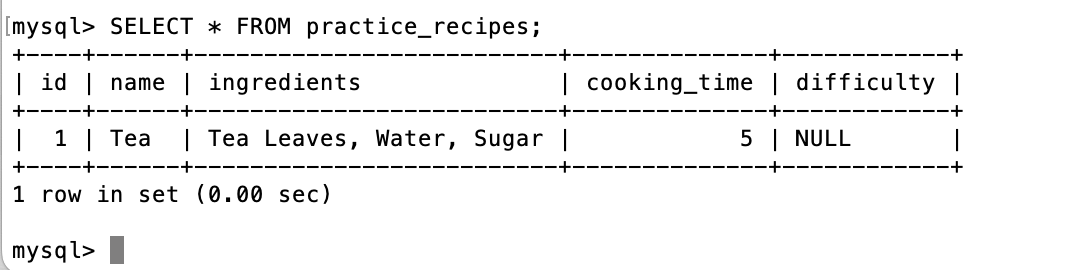 [mysql> SELECT * FROM practice_recipes;
+----+------+--------------------------+--------------+------------+
| id | name | ingredients              | cooking_time | difficulty |
+----+------+--------------------------+--------------+------------+
|  1 | Tea  | Tea Leaves, Water, Sugar |            5 | NULL       |
+----+------+--------------------------+--------------+------------+
1 row in set (0.00 sec)
mysql>